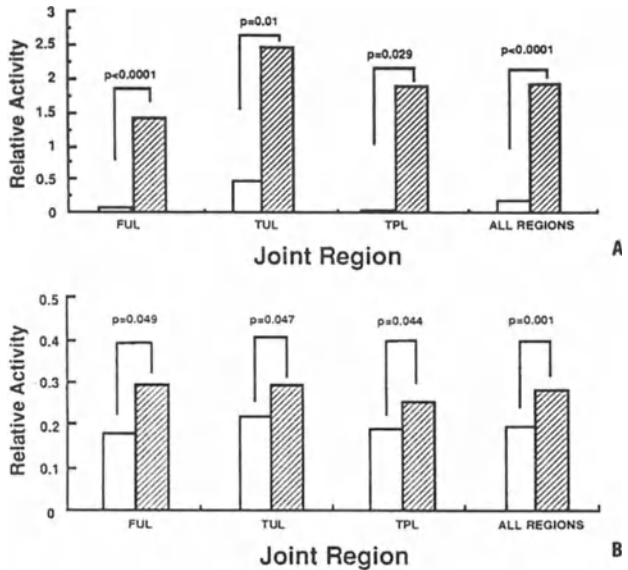 Relative Activity
3
2.5
2
1.5
1
0.5
0
p<0.0001
p=0.01
p=0.029
p<0.0001
FUL TUL TPL ALL REGIONS
Joint Region
A
Relative Activity
0.5
0.4
0.3
0.2
0.1
0
p=0.049
p=0.047
p=0.044
p=0.001
FUL TUL TPL ALL REGIONS
Joint Region
B